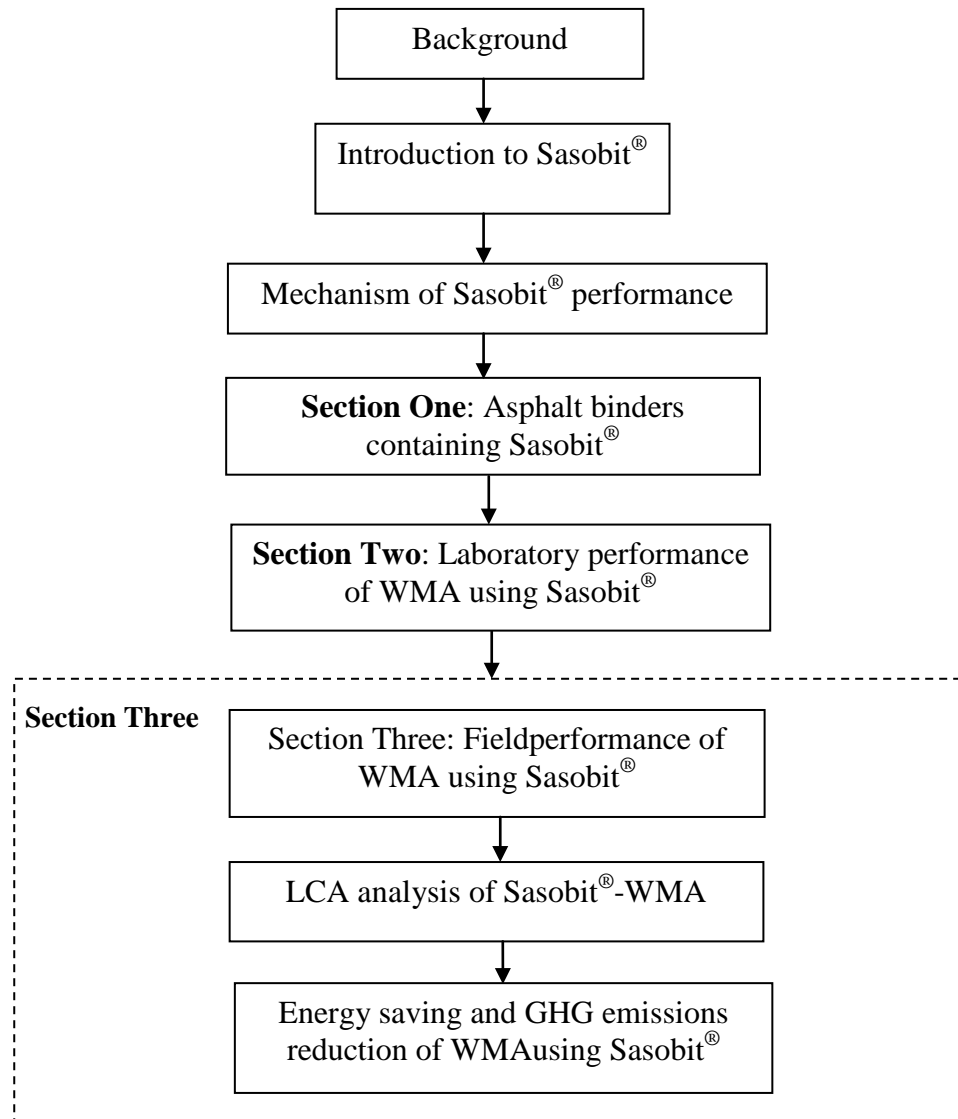 Background
Introduction to Sasobit®
Mechanism of Sasobit® performance
Section One: Asphalt binders
containing Sasobit®
Section Two: Laboratory performance
of WMA using Sasobit®
Section Three
Section Three: Fieldperformance of
WMA using Sasobit®
LCA analysis of Sasobit®-WMA
Energy saving and GHG emissions
reduction of WMAusing Sasobit®